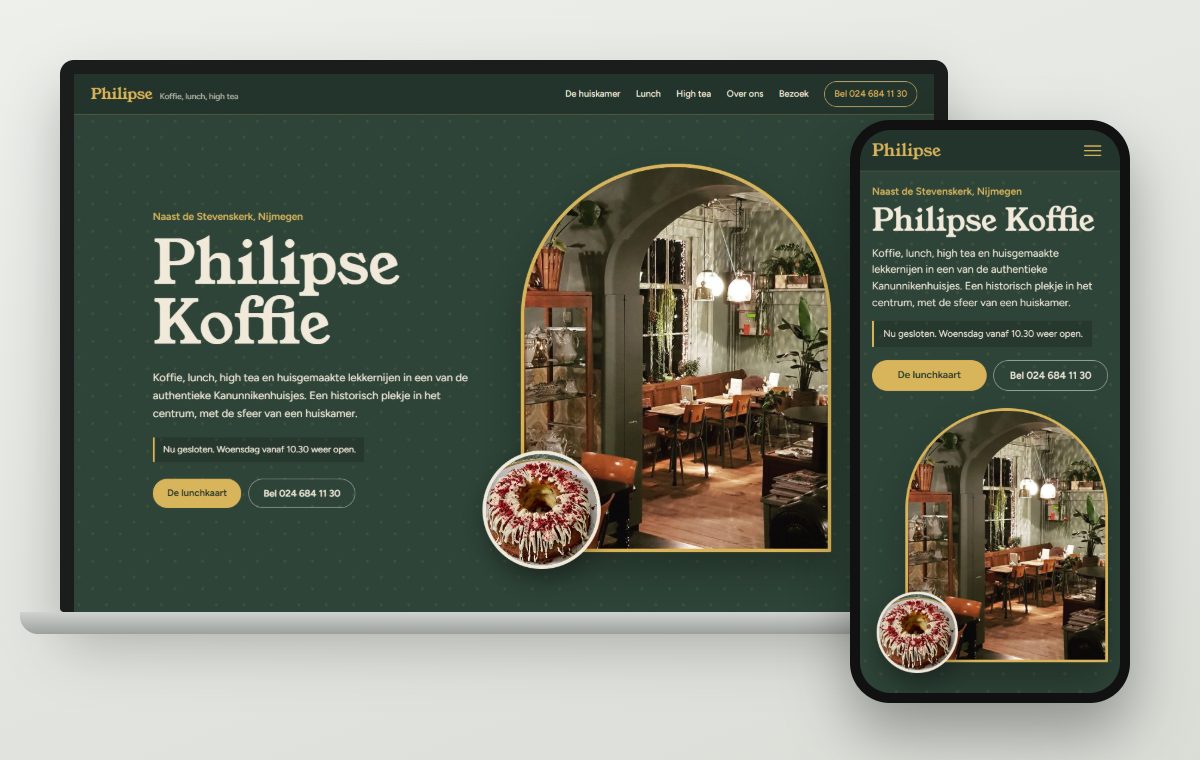 Philipse Koffie, lunch, high tea
De huiskamer Lunch High tea Over ons Bezoek Bel 024 684 11 30
Naast de Stevenskerk, Nijmegen
Philipse
Koffie
Koffie, lunch, high tea en huisgemaakte lekkernijen in een van de
authentieke Kanunnikenhuisjes. Een historisch plekje in het
centrum, met de sfeer van een huiskamer.
Nu gesloten. Woensdag vanaf 10.30 weer open.
De lunchkaart Bel 024 684 11 30
Philipse
Naast de Stevenskerk, Nijmegen
Philipse Koffie
Koffie, lunch, high tea en huisgemaakte
lekkernijen in een van de authentieke
Kanunnikenhuisjes. Een historisch plekje in het
centrum, met de sfeer van een huiskamer.
Nu gesloten. Woensdag vanaf 10.30 weer open.
De lunchkaart Bel 024 684 11 30